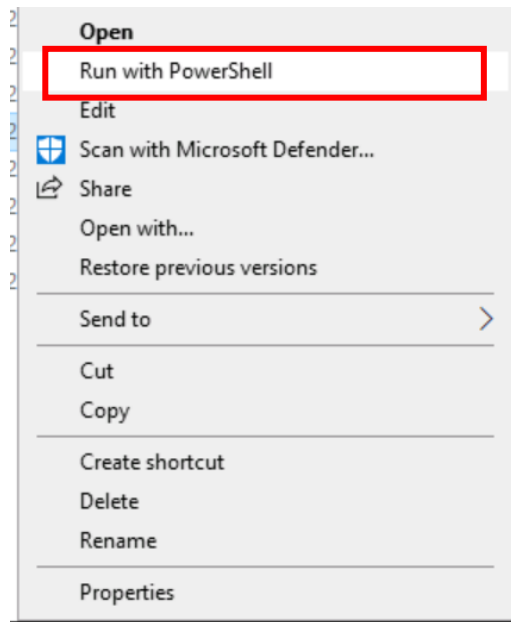 Open
Run with PowerShell
Edit
Scan with Microsoft Defender...
Share
Open with...
Restore previous versions
Send to
Cut
Copy
Create shortcut
Delete
Rename
Properties